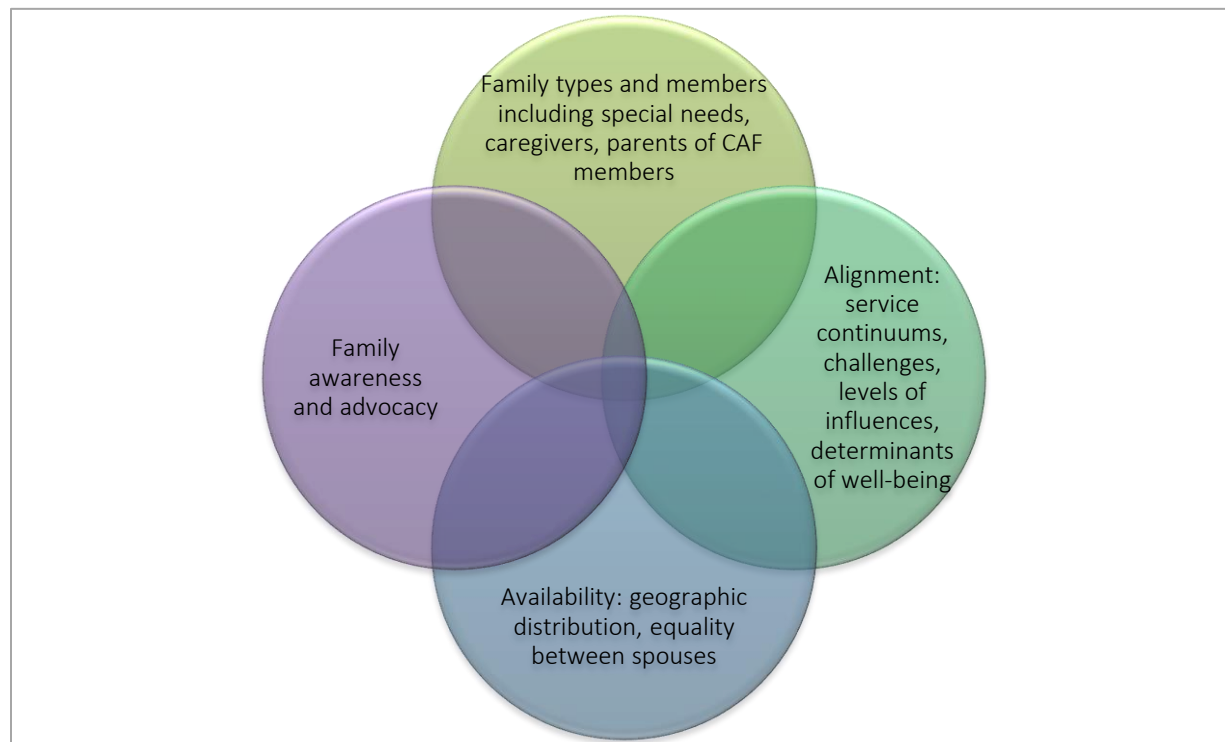 Family types and members
including special needs,
caregivers, parents of CAF
members
Family
awareness
and advocacy
Alignment:
service
continuums,
challenges,
levels of
influences,
determinants
of well-being
Availability: geographic
distribution, equality
between spouses